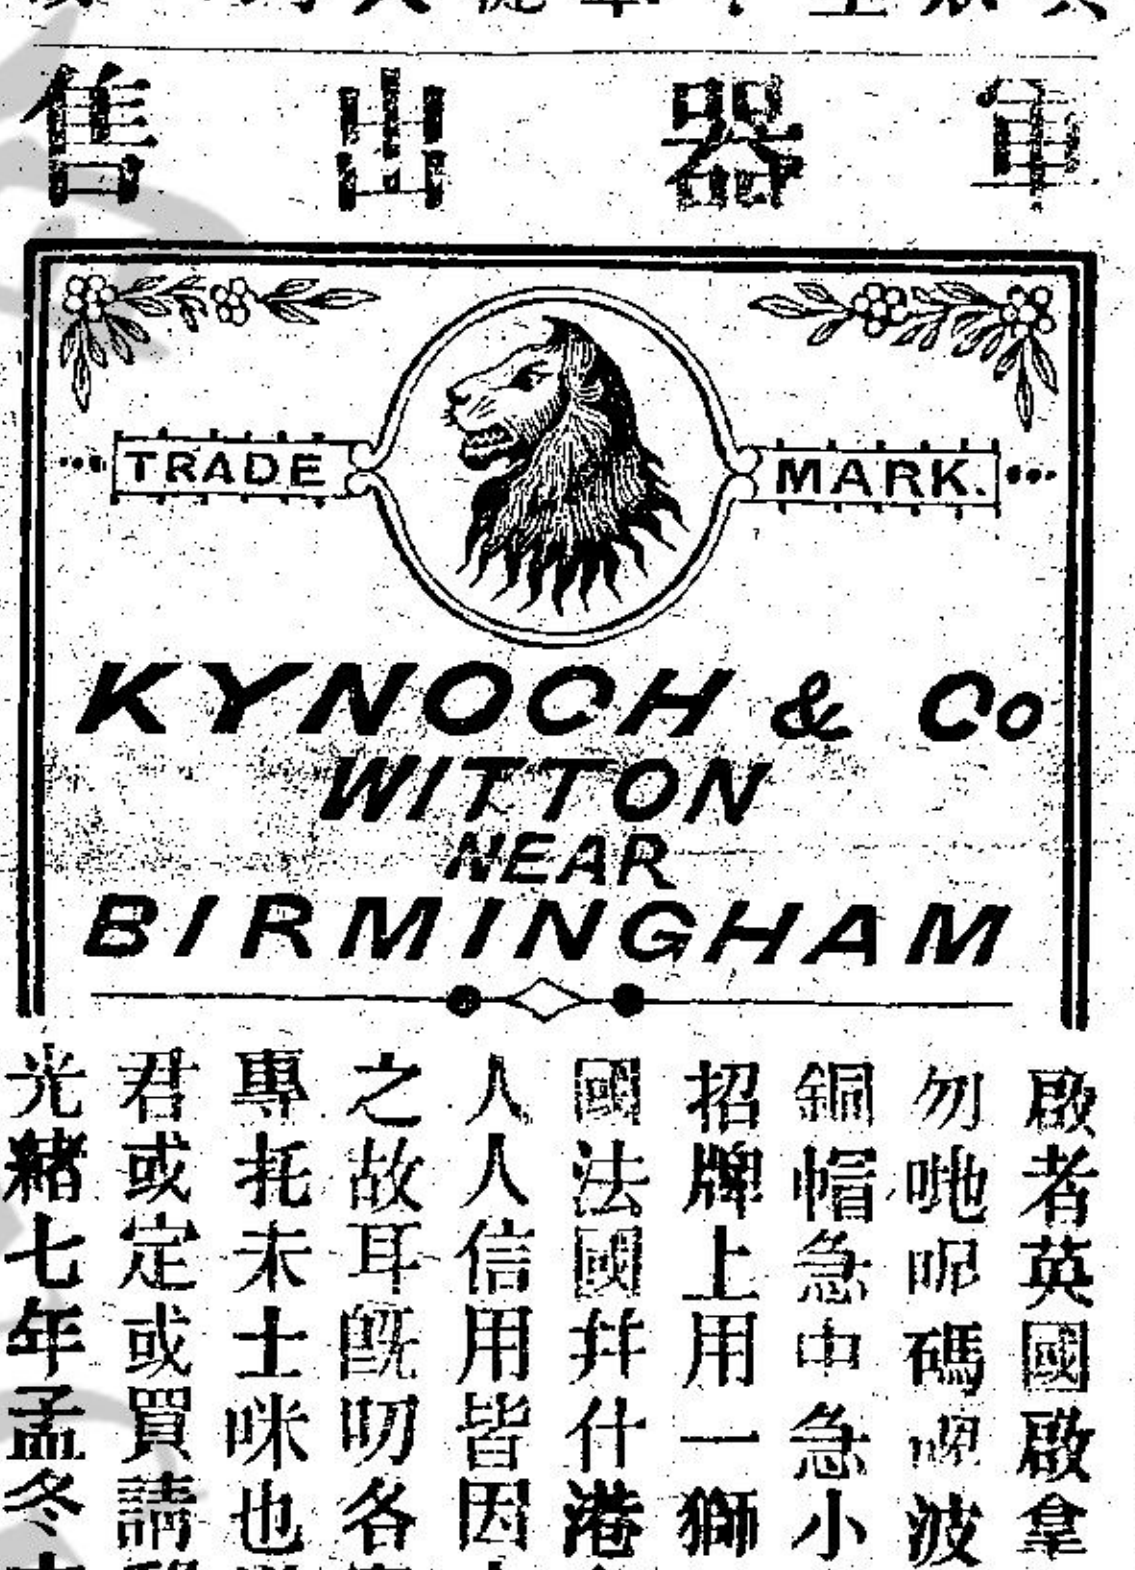 軍器出售
TRADE MARK.
KYNOCH & Co
WITTON
NEAR
BIRMINGHAM
啟者英國啟拿
勿哋呢碼啤波
銅帽急中急小
招牌上用一獅
國法國并什港
人人信用皆因
之故耳旣叨各
專托未士咪也
君或定或買請
光緒七年孟冬